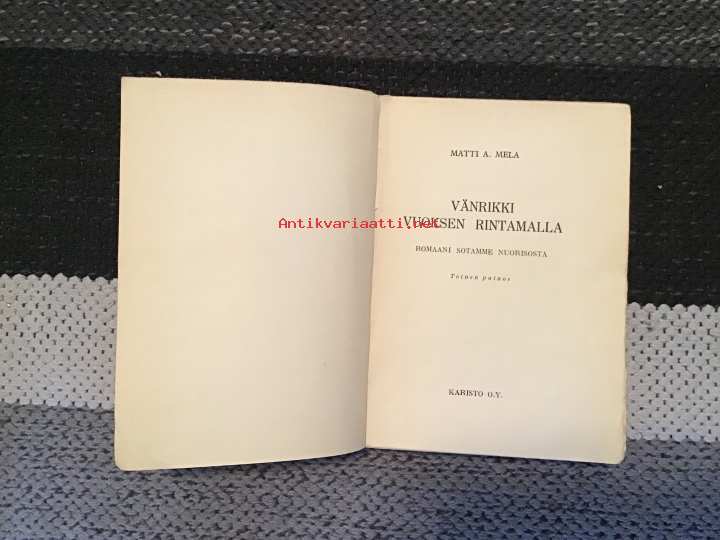 MATTI A. MELA
VÄNRIKKI
VUOKSEN RINTAMALLA
Antikvariaatti.net
ROMAANI SOTAMME NUORISOSTA
Toinen painos
KARISTO O.Y.